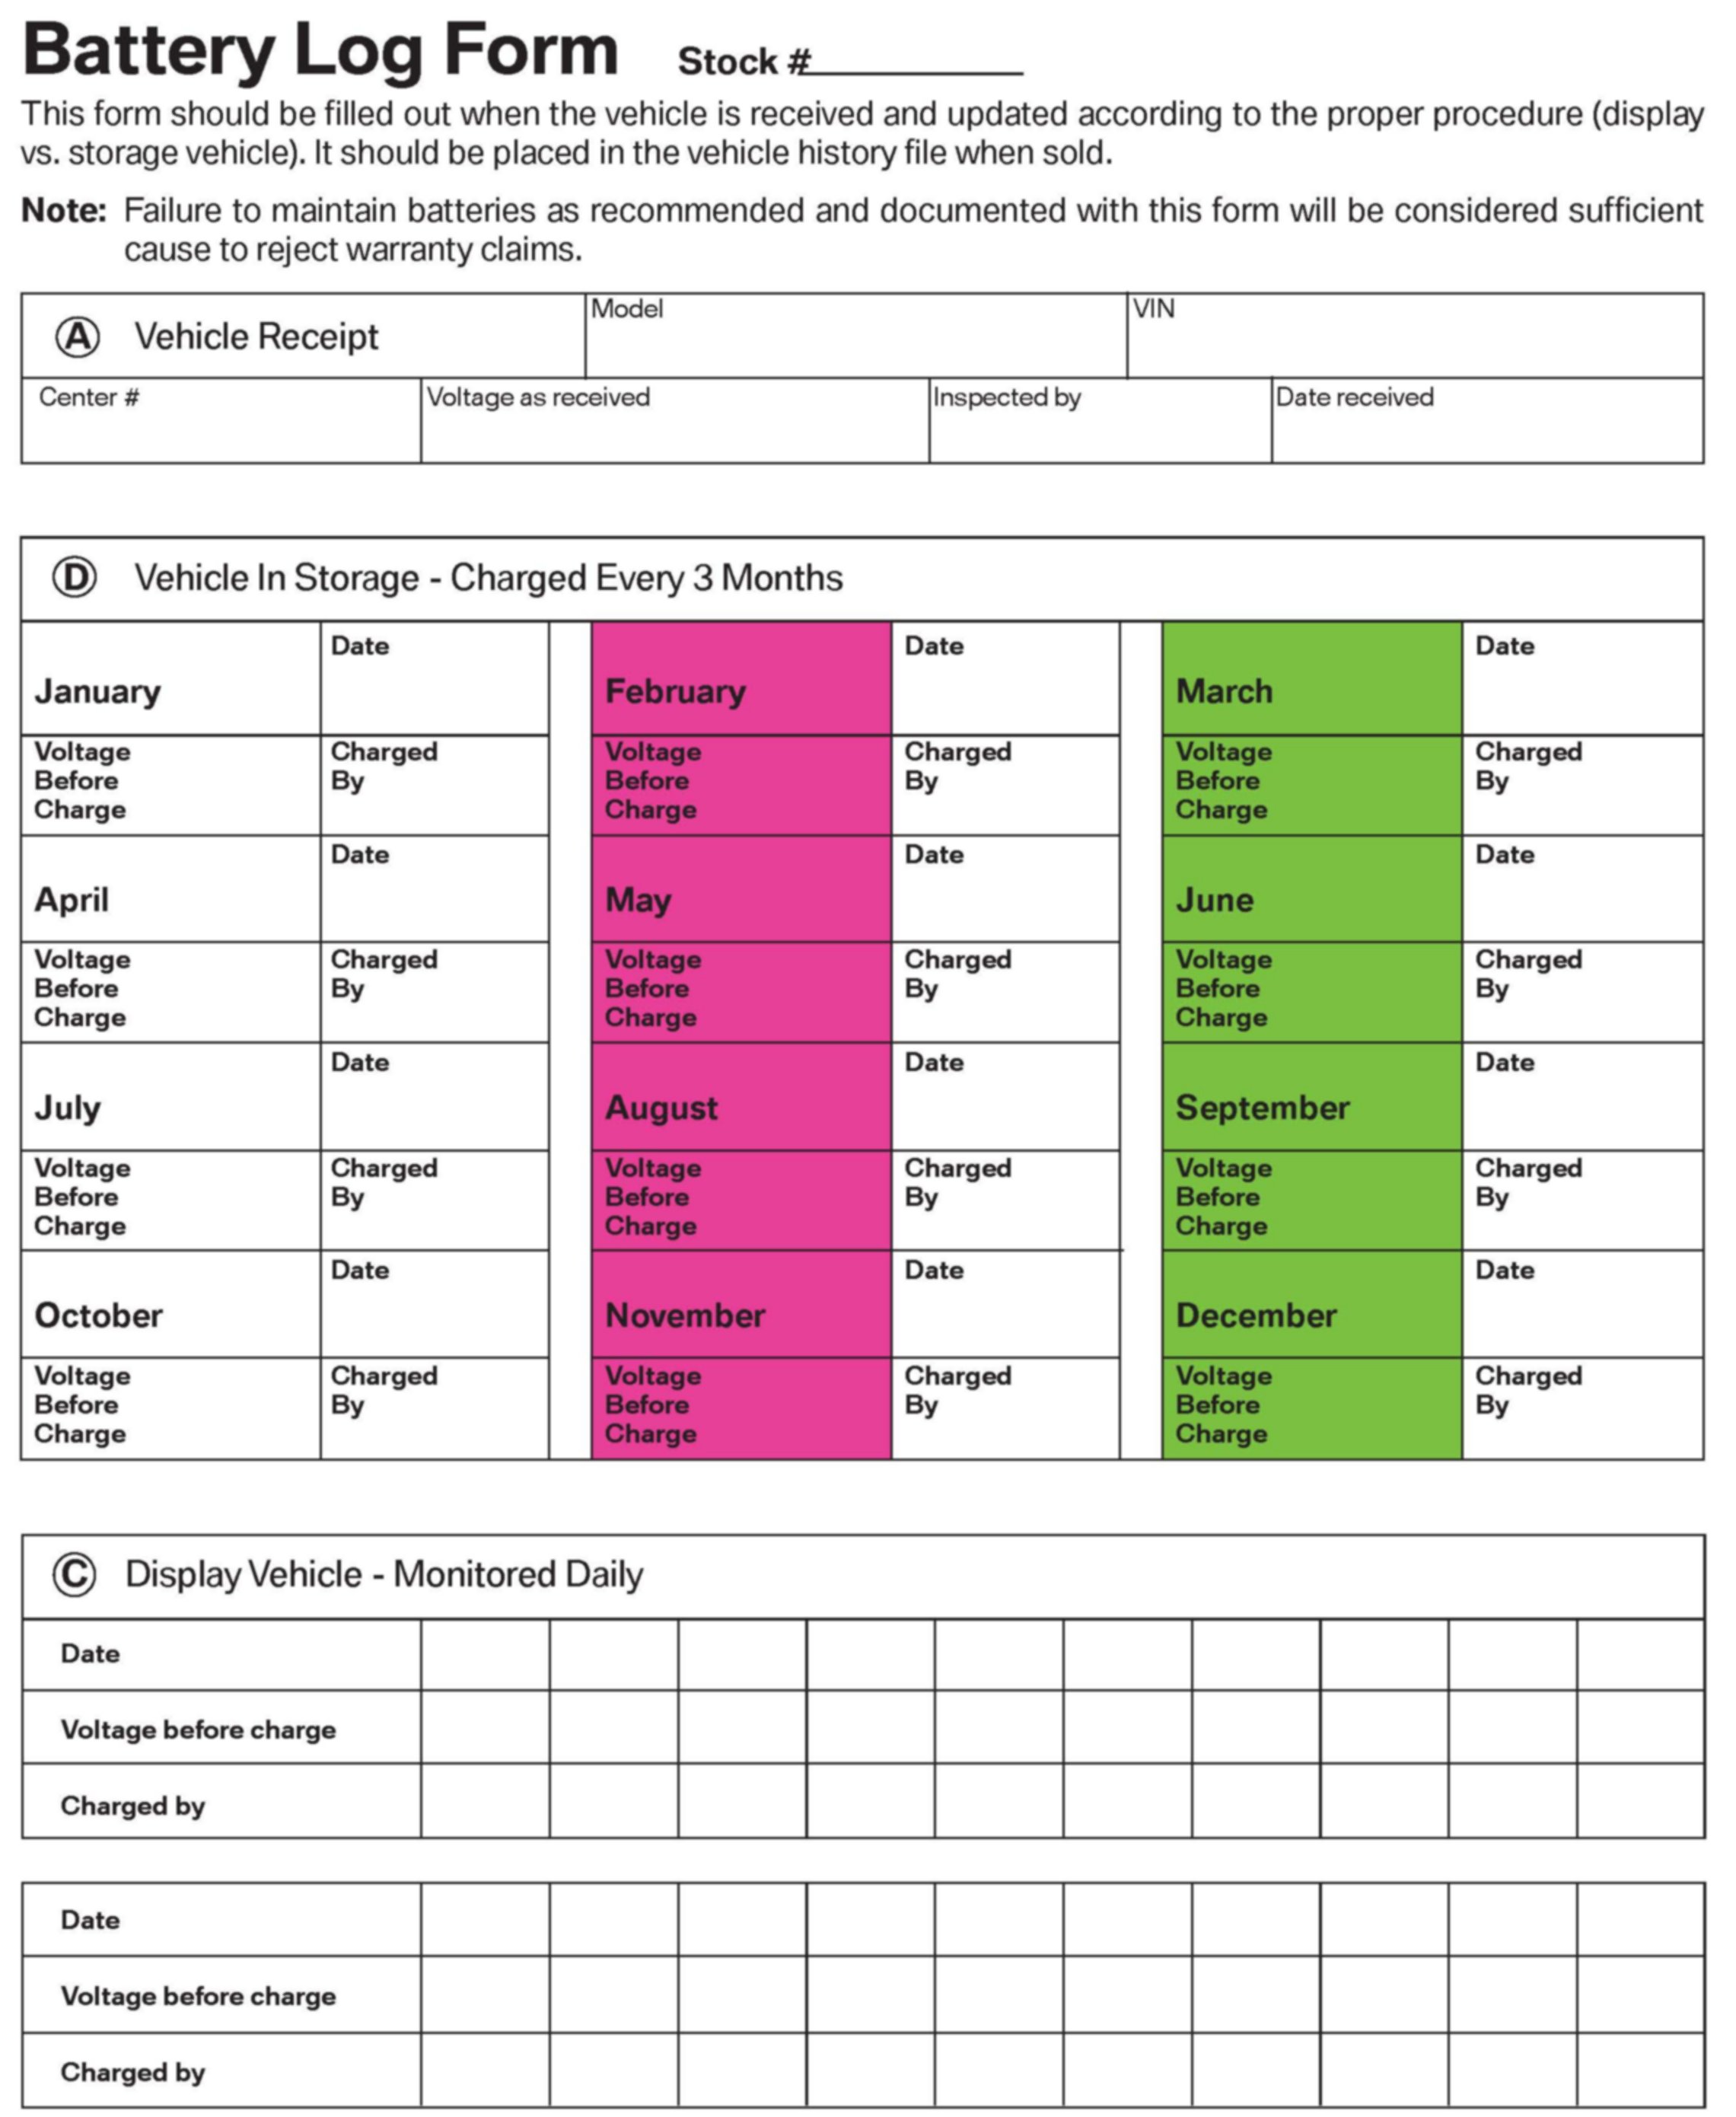 Battery Log Form Stock #
This form should be filled out when the vehicle is received and updated according to the proper procedure (display
vs. storage vehicle). It should be placed in the vehicle history file when sold.
Note: Failure to maintain batteries as recommended and documented with this form will be considered sufficient
cause to reject warranty claims.
A Vehicle Receipt Model VIN
Center # Voltage as received Inspected by Date received
D Vehicle In Storage - Charged Every 3 Months
Date Date Date
January February March
Voltage Charged Voltage Charged Voltage Charged
Before By Before By Before By
Charge Charge Charge
Date Date Date
April May June
Voltage Charged Voltage Charged Voltage Charged
Before By Before By Before By
Charge Charge Charge
Date Date Date
July August September
Voltage Charged Voltage Charged Voltage Charged
Before By Before By Before By
Charge Charge Charge
Date Date Date
October November December
Voltage Charged Voltage Charged Voltage Charged
Before By Before By Before By
Charge Charge Charge
C Display Vehicle - Monitored Daily
Date
Voltage before charge
Charged by
Date
Voltage before charge
Charged by